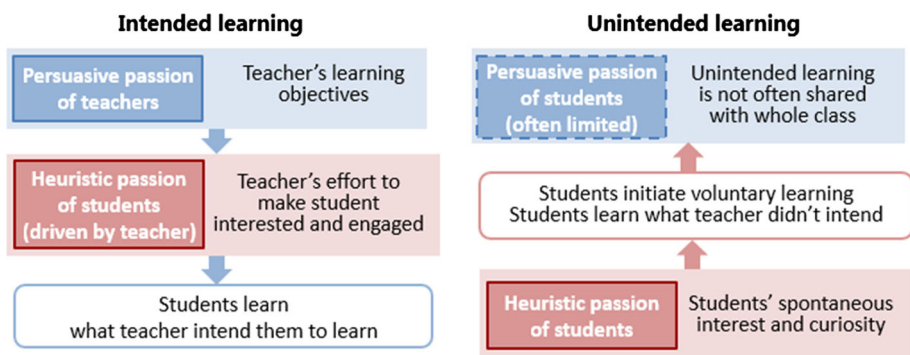 Intended learning
Persuasive passion
of teachers
Teacher's learning
objectives
Heuristic passion
of students
(driven by teacher)
Teacher's effort to
make student
interested and engaged
Students learn
what teacher intend them to learn
Unintended learning
Persuasive passion
of students
(often limited)
Unintended learning
is not often shared
with whole class
Students initiate voluntary learning
Students learn what teacher didn't intend
Heuristic passion
of students
Students' spontaneous
interest and curiosity